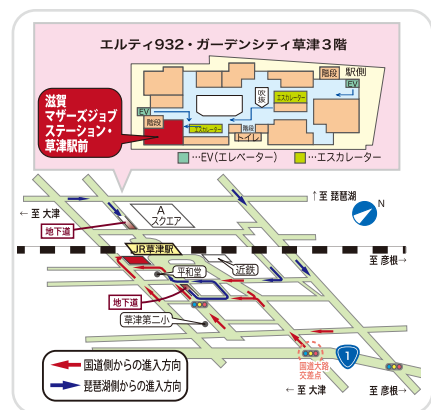 エルティ932・ガーデンシティ草津3階
階段
駅側
EV
吹抜
エスカレーター
滋賀
マザーズジョブ
ステーション・
草津駅前
EV
階段
エスカレーター
階段
トイレ
…EV(エレベーター)
…エスカレーター
↑至 琵琶湖
N
← 至 大津
A
スクエア
地下道
JR草津駅
至 彦根→
平和堂
近鉄
地下道
草津第二小
国道大路
交差点
1
国道側からの進入方向
琵琶湖側からの進入方向
← 至 大津
至 彦根→